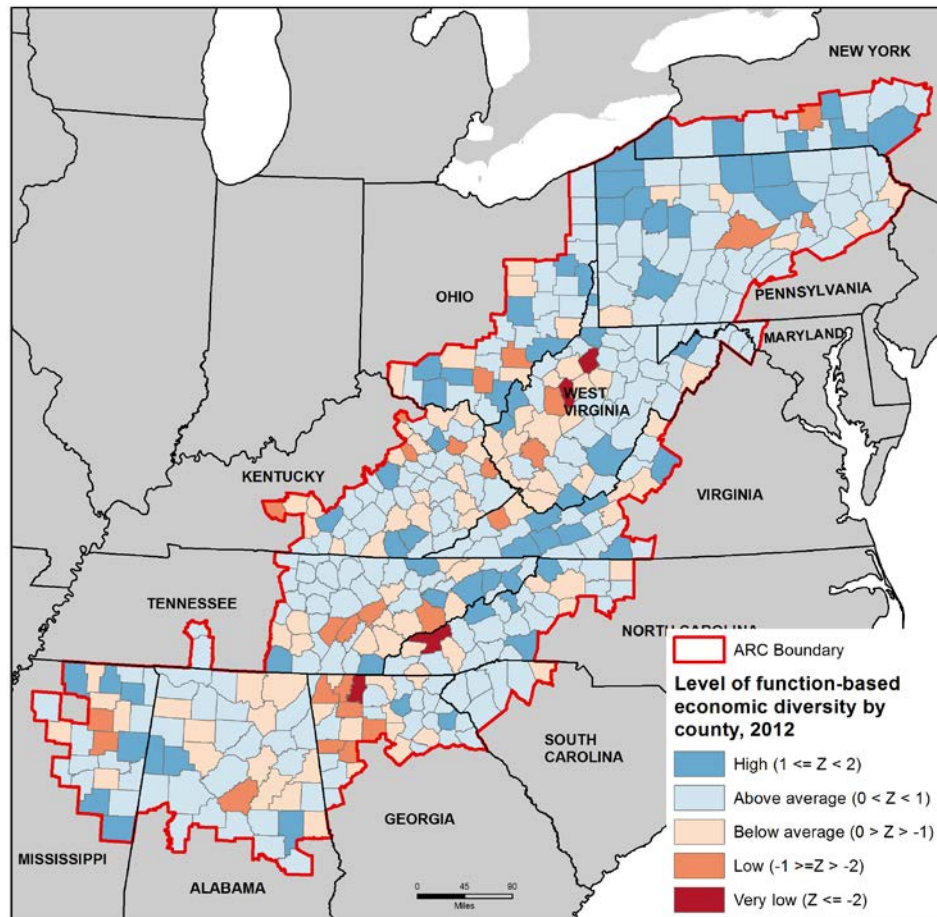 NEW YORK
OHIO
PENNSYLVANIA
MARYLAND
WEST
VIRGINIA
KENTUCKY
VIRGINIA
TENNESSEE
NORTH CAROLINA
SOUTH
CAROLINA
GEORGIA
MISSISSIPPI
ALABAMA
0 45 90
Miles
ARC Boundary
Level of function-based
economic diversity by
county, 2012
High (1 <= Z < 2)
Above average (0 < Z < 1)
Below average (0 > Z > -1)
Low (-1 >=Z > -2)
Very low (Z <= -2)